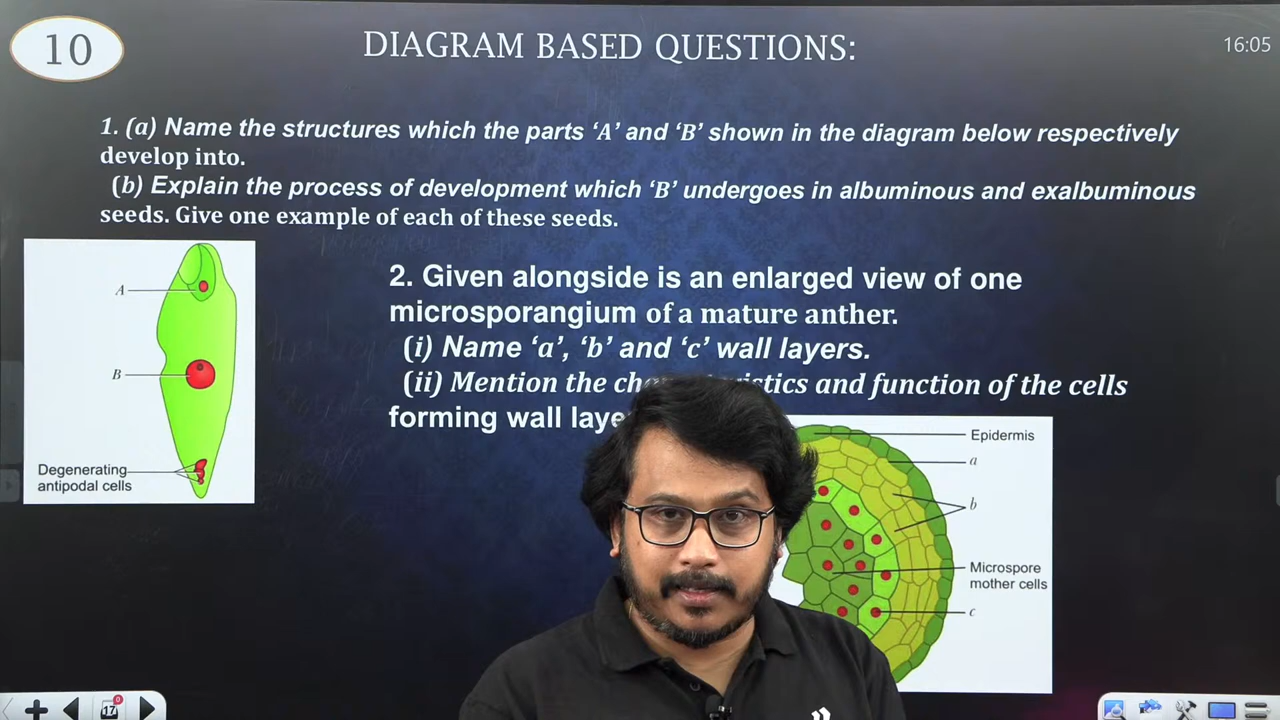 10
DIAGRAM BASED QUESTIONS:
16:05
1. (a) Name the structures which the parts ‘A’ and ‘B’ shown in the diagram below respectively
develop into.
(b) Explain the process of development which ‘B’ undergoes in albuminous and exalbuminous
seeds. Give one example of each of these seeds.
A
B
Degenerating
antipodal cells
2. Given alongside is an enlarged view of one
microsporangium of a mature anther.
(i) Name ‘a’, ‘b’ and ‘c’ wall layers.
(ii) Mention the and function of the cells
forming wall
Epidermis
a
b
Microspore
mother cells
c
17
0